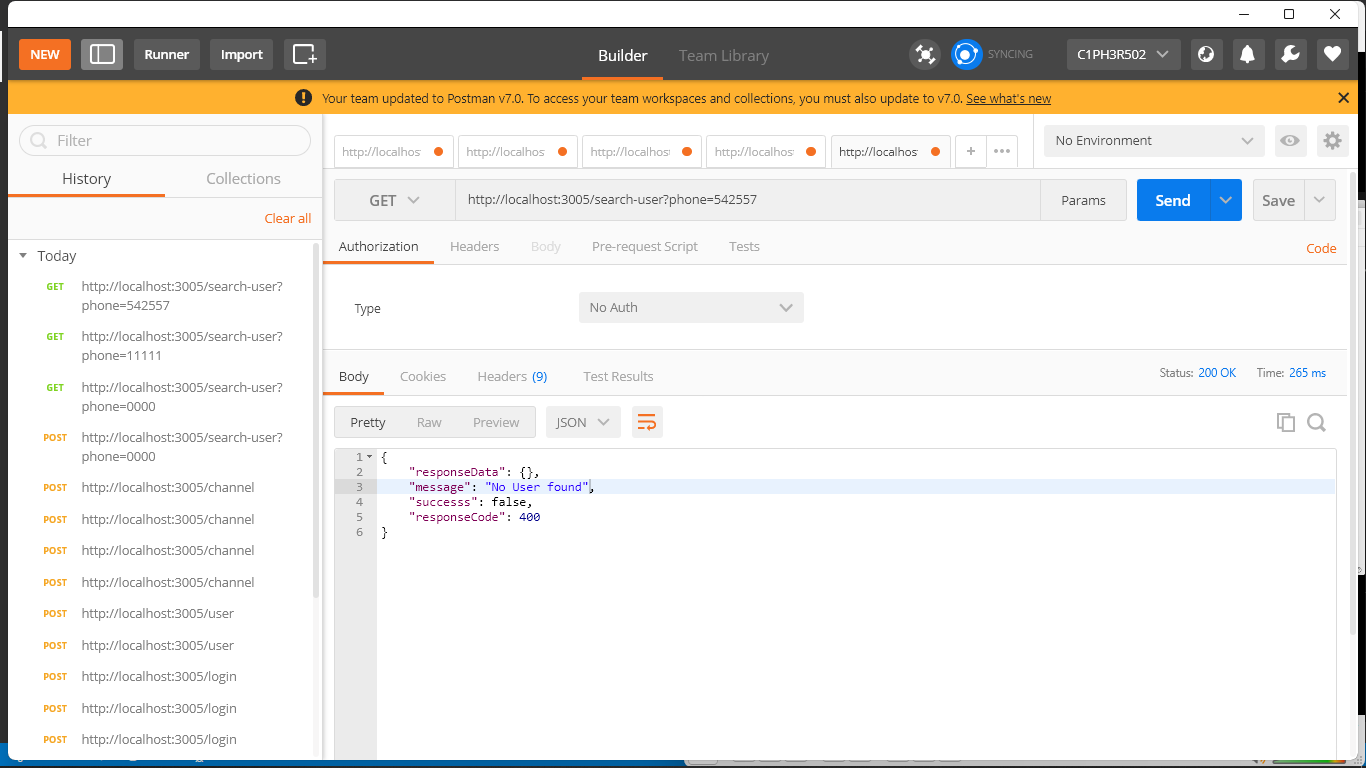 NEW
Runner
Import
Builder
Team Library
SYNCING
C1PH3R502
Your team updated to Postman v7.0. To access your team workspaces and collections, you must also update to v7.0. See what's new
Filter
History
Collections
Clear all
Today
GET http://localhost:3005/search-user?
phone=542557
GET http://localhost:3005/search-user?
phone=11111
GET http://localhost:3005/search-user?
phone=0000
POST http://localhost:3005/search-user?
phone=0000
POST http://localhost:3005/channel
POST http://localhost:3005/channel
POST http://localhost:3005/channel
POST http://localhost:3005/channel
POST http://localhost:3005/user
POST http://localhost:3005/user
POST http://localhost:3005/login
POST http://localhost:3005/login
POST http://localhost:3005/login
http://localhos
http://localhos
http://localhost
http://localhos
http://localhos
No Environment
GET
http://localhost:3005/search-user?phone=542557
Params
Send
Save
Authorization
Headers
Body
Pre-request Script
Tests
Code
Type
No Auth
Body
Cookies
Headers (9)
Test Results
Status: 200 OK
Time: 265 ms
Pretty
Raw
Preview
JSON
1 {
2 "responseData": {},
3 "message": "No User found",
4 "successs": false,
5 "responseCode": 400
6 }